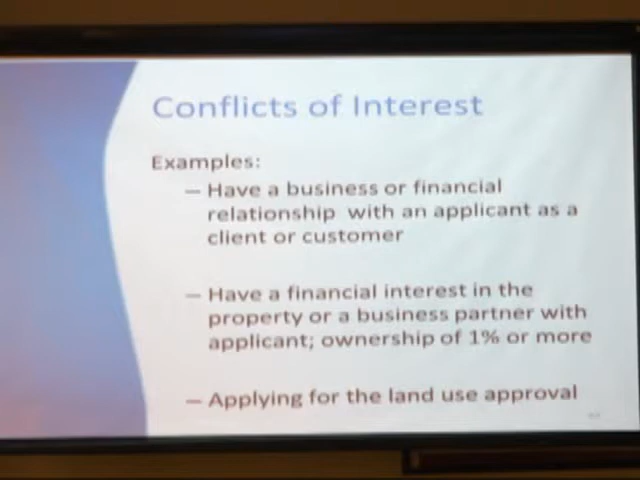 Conflicts of Interest
Examples:
— Have a business or financial
relationship with an applicant as a
client or customer
— Have a financial interest in the
property or a business partner with
applicant; ownership of 1% or more
— Applying for the land use approval